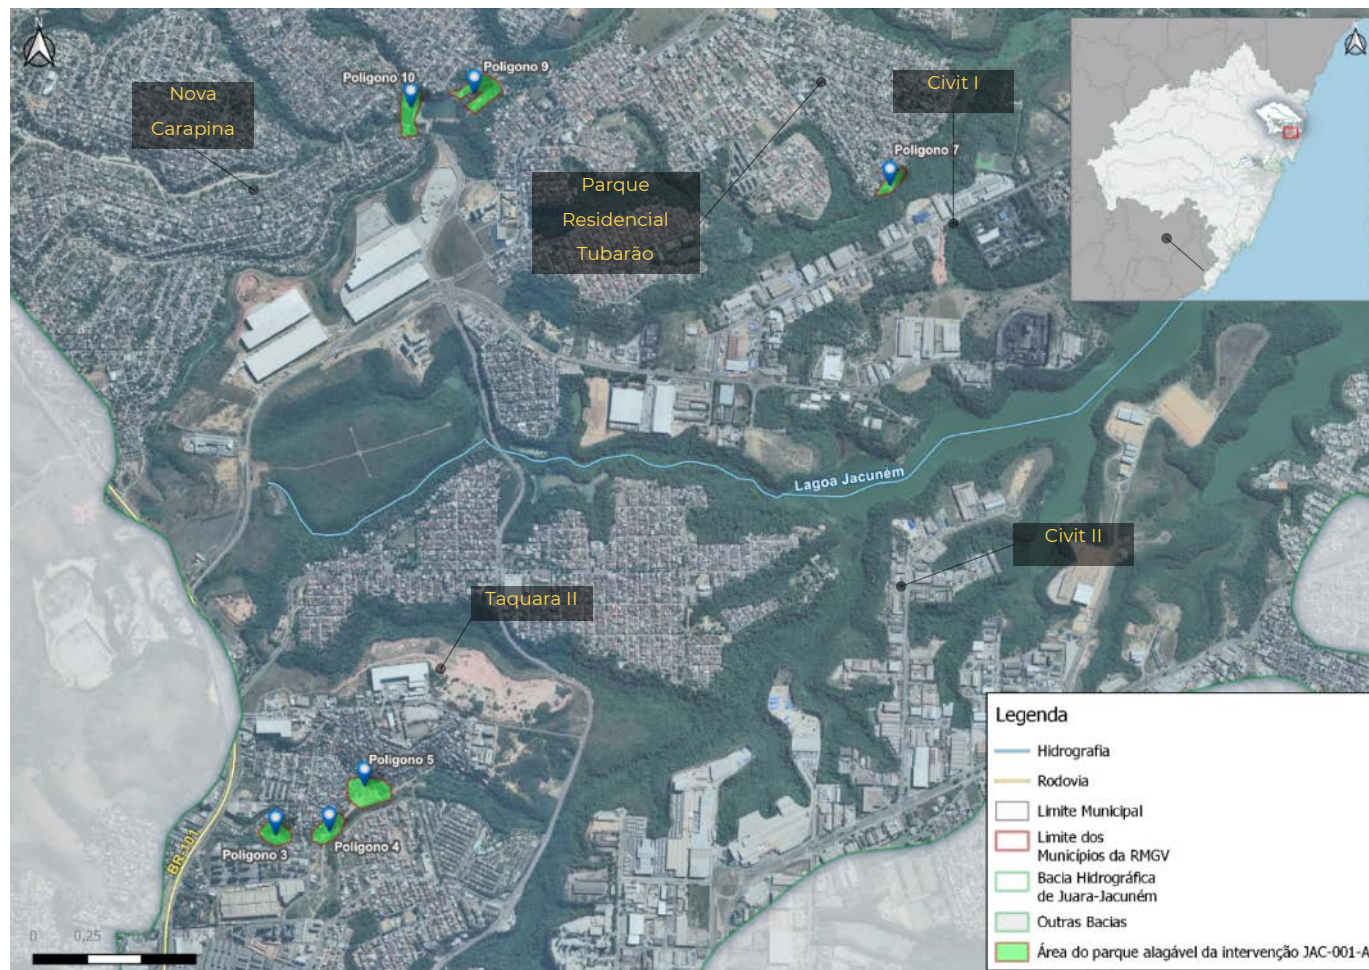 N
Poligono 10
Poligono 9
Nova
Carapina
Civit I
Poligono 7
Parque
Residencial
Tubarão
Lagoa Jacuném
Civit II
Taquara II
Poligono 5
Poligono 3
Poligono 4
BR-101
0 0,25 0,75
Legenda
Hidrografia
Rodovia
Limite Municipal
Limite dos
Municípios da RMGV
Bacia Hidrográfica
de Juara-Jacuném
Outras Bacias
Área do parque alagável da intervenção JAC-001-A